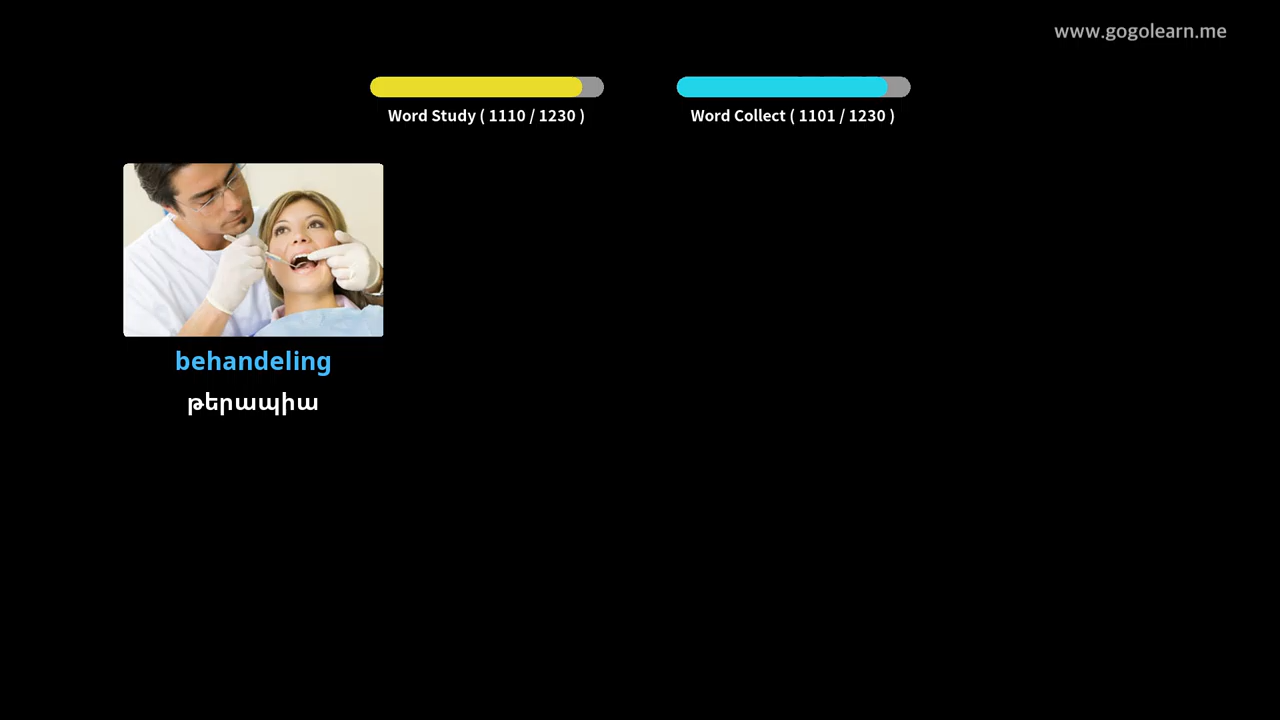 www.gogolearn.me
Word Study ( 1110 / 1230 )
Word Collect ( 1101 / 1230 )
behandeling
թերապիա